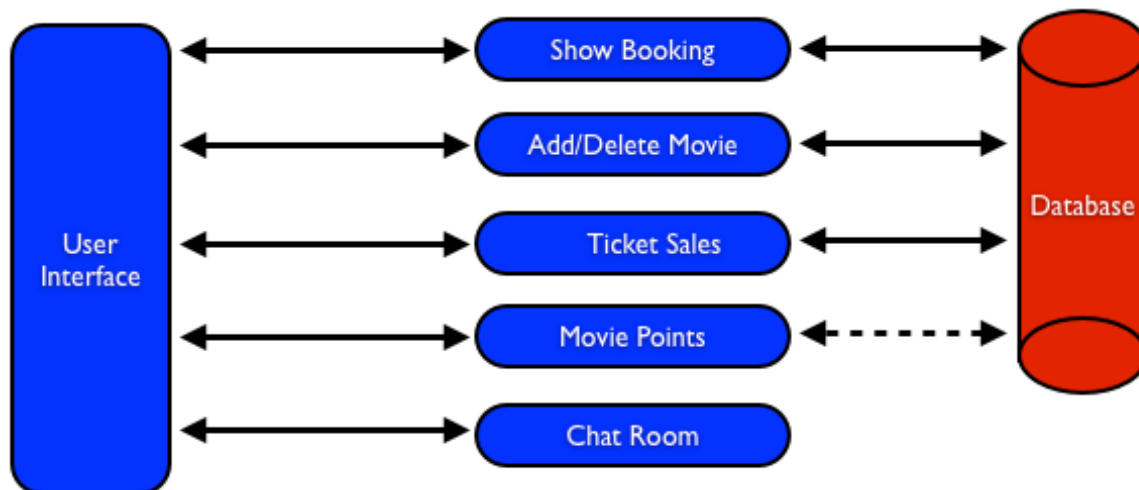 Show Booking
Add/Delete Movie
Database
User
Interface
Ticket Sales
Movie Points
Chat Room